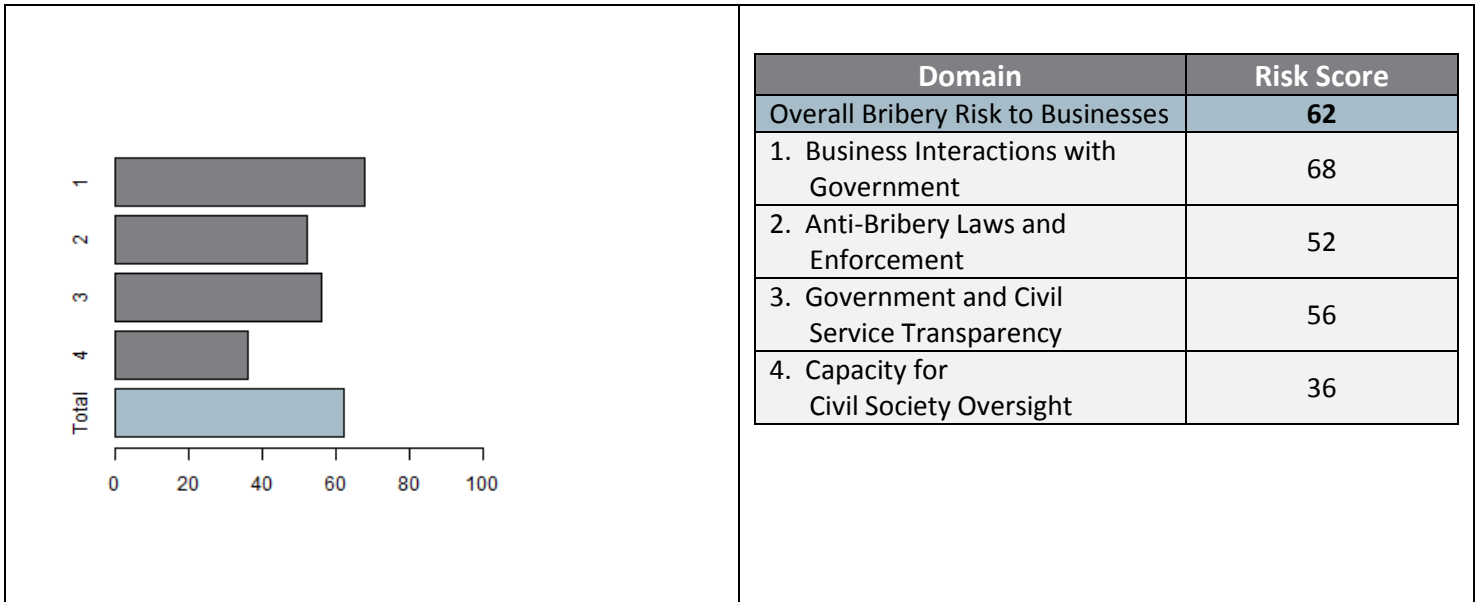 1
2
3
4
Total
0 20 40 60 80 100
Domain Risk Score
Overall Bribery Risk to Businesses 62
1. Business Interactions with
Government
68
2. Anti-Bribery Laws and
Enforcement
52
3. Government and Civil
Service Transparency
56
4. Capacity for
Civil Society Oversight
36